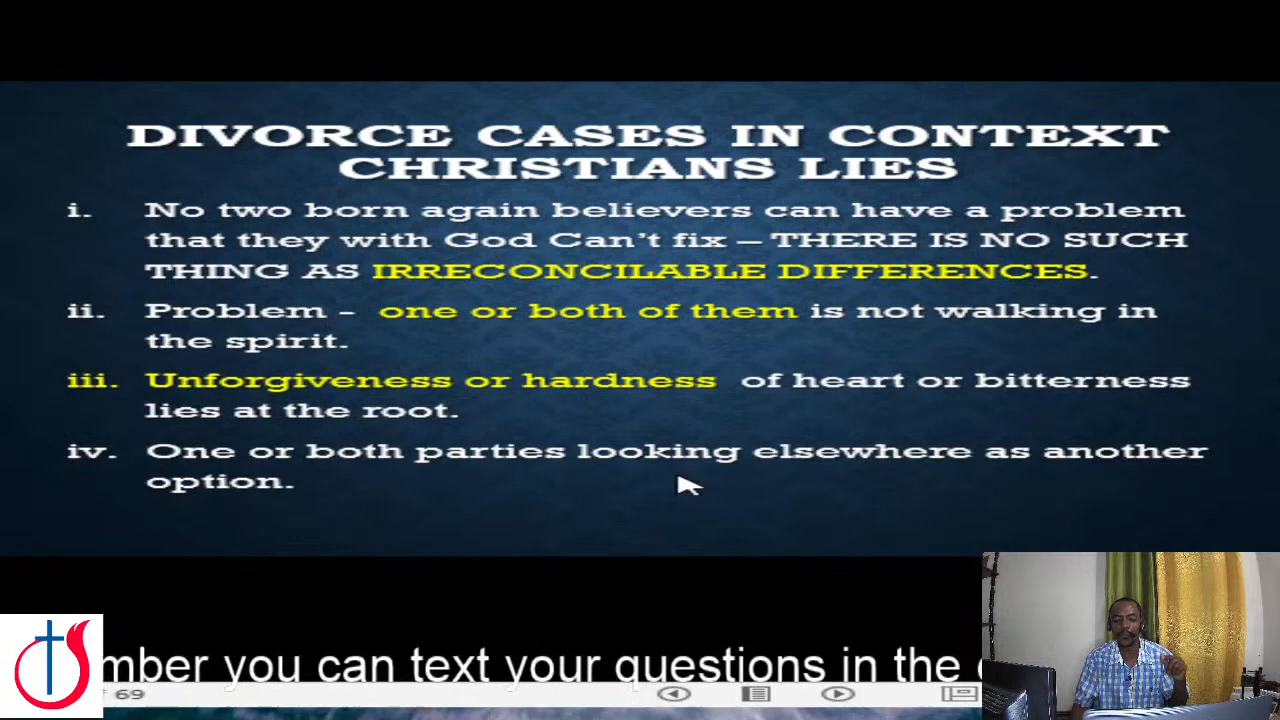 DIVORCE CASES IN CONTEXT
CHRISTIANS LIES
i. No two born again believers can have a problem
that they with God Can't fix – THERE IS NO SUCH
THING AS IRRECONCILABLE DIFFERENCES.
ii. Problem - one or both of them is not walking in
the spirit.
iii. Unforgiveness or hardness of heart or bitterness
lies at the root.
iv. One or both parties looking elsewhere as another
option.
mber you can text your questions in the
69